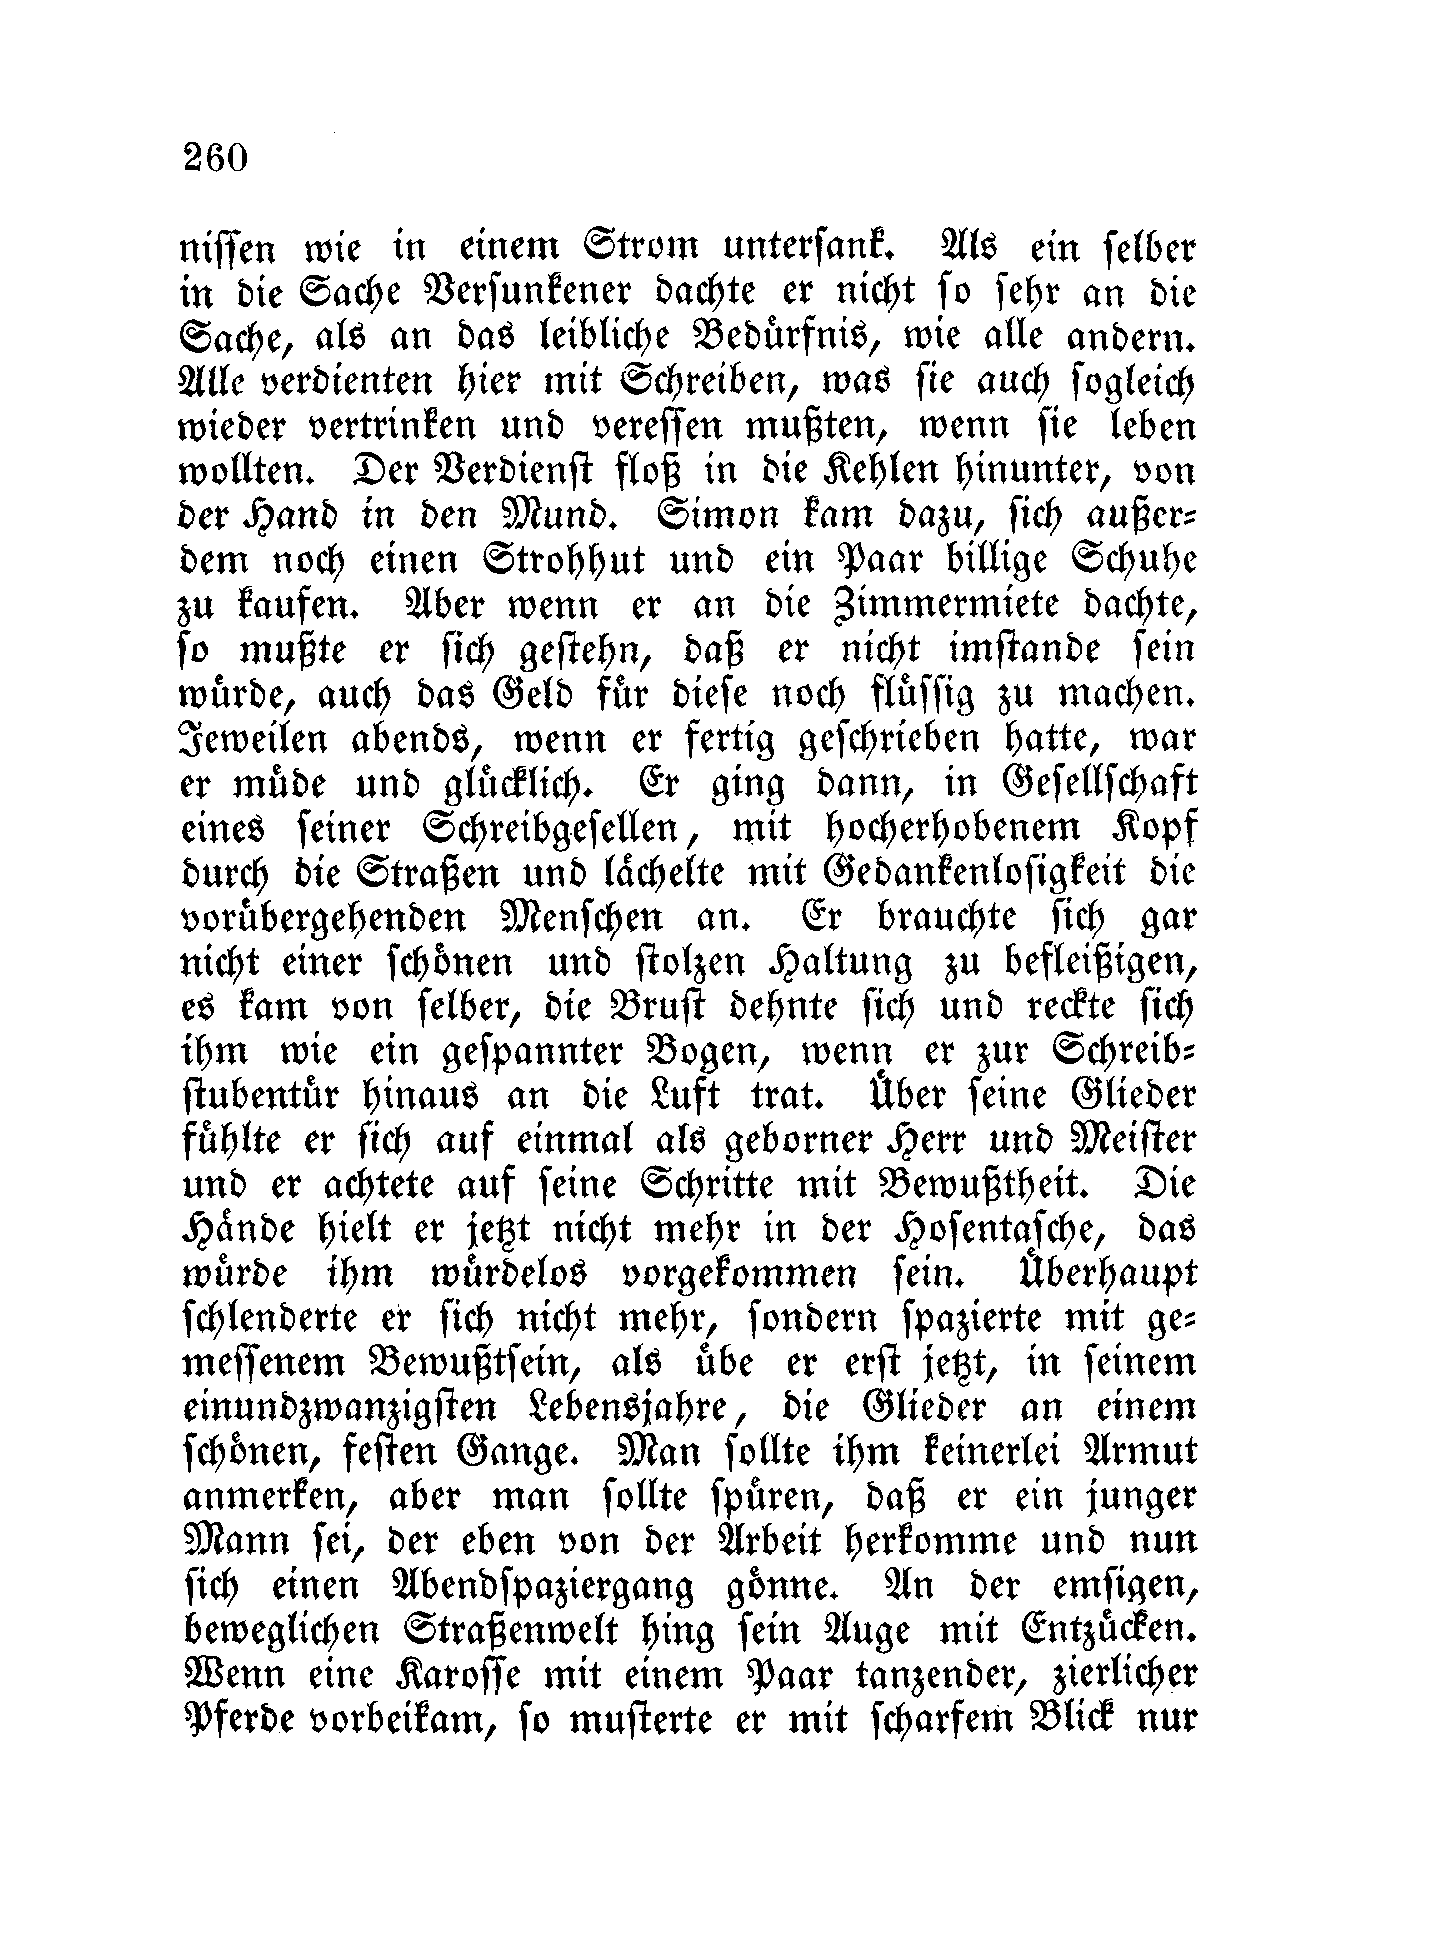 260
nissen wie in einem Strom untersank. Als ein selber
in die Sache Versunkener dachte er nicht so sehr an die
Sache, als an das leibliche Bedürfnis, wie alle andern.
Alle verdienten hier mit Schreiben, was sie auch sogleich
wieder vertrinken und veressen mußten, wenn sie leben
wollten. Der Verdienst floß in die Kehlen hinunter, von
der Hand in den Mund. Simon kam dazu, sich außer-
dem noch einen Strohhut und ein Paar billige Schuhe
zu kaufen. Aber wenn er an die Zimmermiete dachte,
so mußte er sich gestehn, daß er nicht imstande sein
würde, auch das Geld für diese noch flüssig zu machen.
Jeweilen abends, wenn er fertig geschrieben hatte, war
er müde und glücklich. Er ging dann, in Gesellschaft
eines seiner Schreibgesellen, mit hocherhobenem Kopf
durch die Straßen und lächelte mit Gedankenlosigkeit die
vorübergehenden Menschen an. Er brauchte sich gar
nicht einer schönen und stolzen Haltung zu befleißigen,
es kam von selber, die Brust dehnte sich und reckte sich
ihm wie ein gespannter Bogen, wenn er zur Schreib-
stubentür hinaus an die Luft trat. Über seine Glieder
fühlte er sich auf einmal als geborner Herr und Meister
und er achtete auf seine Schritte mit Bewußtheit. Die
Hände hielt er jetzt nicht mehr in der Hosentasche, das
würde ihm würdelos vorgekommen sein. Überhaupt
schlenderte er sich nicht mehr, sondern spazierte mit ge-
messenem Bewußtsein, als übe er erst jetzt, in seinem
einundzwanzigsten Lebensjahre, die Glieder an einem
schönen, festen Gange. Man sollte ihm keinerlei Armut
anmerken, aber man sollte spüren, daß er ein junger
Mann sei, der eben von der Arbeit herkomme und nun
sich einen Abendspaziergang gönne. An der emsigen,
beweglichen Straßenwelt hing sein Auge mit Entzücken.
Wenn eine Karosse mit einem Paar tanzender, zierlicher
Pferde vorbeikam, so musterte er mit scharfem Blick nur